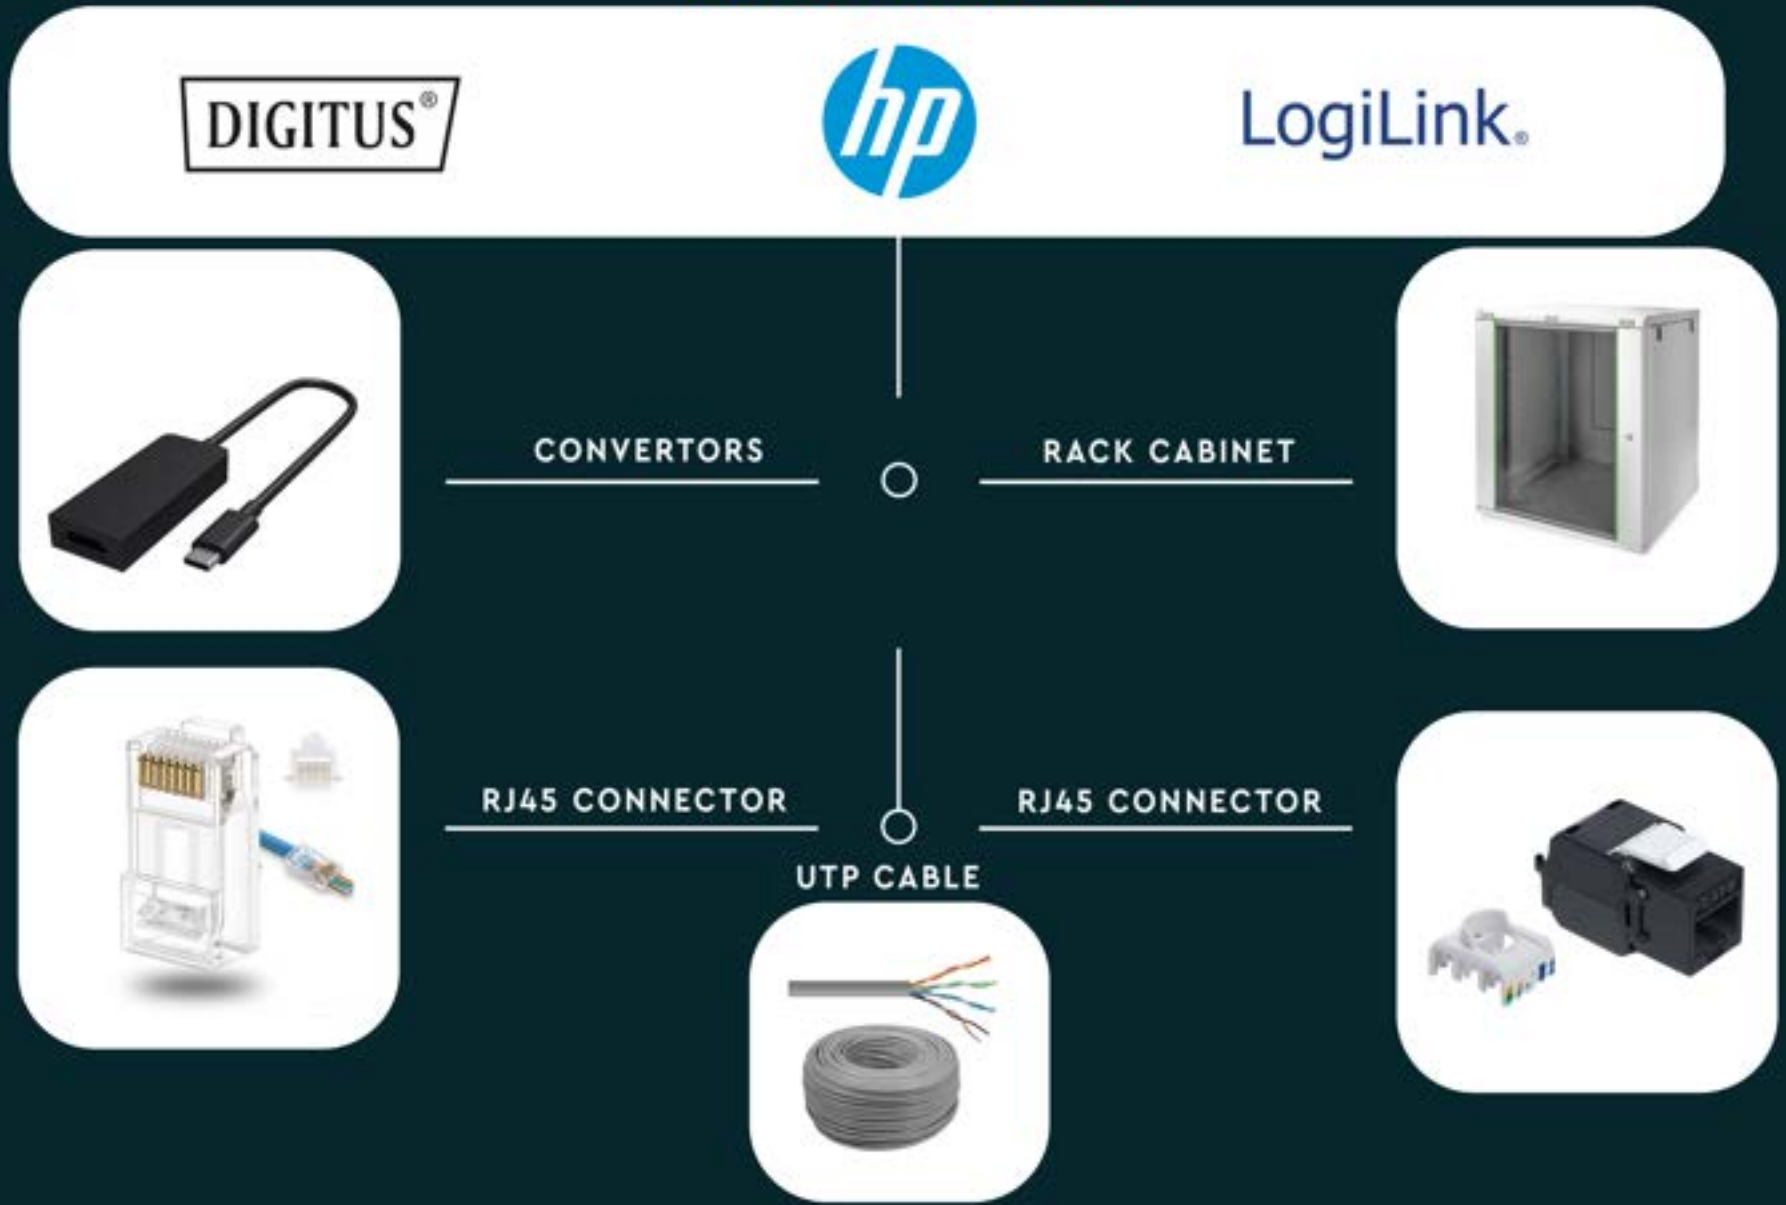 DIGITUS®
hp
LogiLink®
CONVERTORS
RACK CABINET
RJ45 CONNECTOR
RJ45 CONNECTOR
UTP CABLE